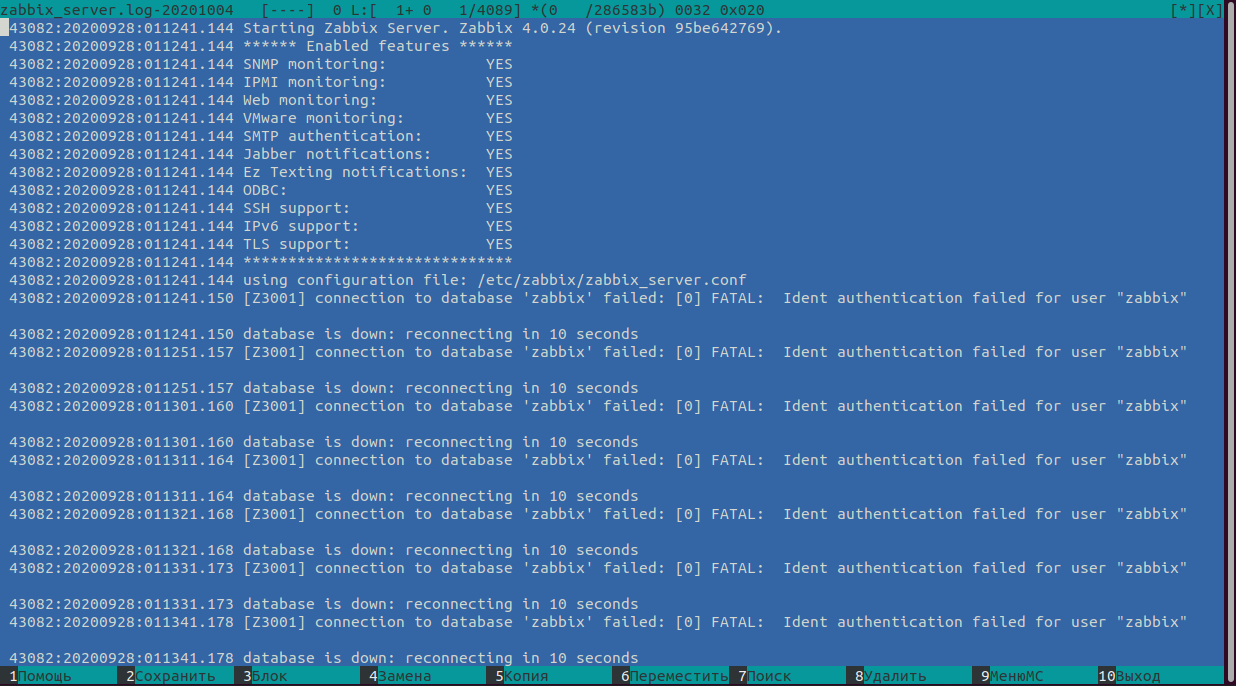 zabbix_server.log-20201004   [----]  0 L:[  1+ 0   1/4089] *(0   /286583b) 0032 0x020 [*][X]
43082:20200928:011241.144 Starting Zabbix Server. Zabbix 4.0.24 (revision 95be642769).
43082:20200928:011241.144 ****** Enabled features ******
43082:20200928:011241.144 SNMP monitoring:           YES
43082:20200928:011241.144 IPMI monitoring:           YES
43082:20200928:011241.144 Web monitoring:            YES
43082:20200928:011241.144 VMware monitoring:         YES
43082:20200928:011241.144 SMTP authentication:       YES
43082:20200928:011241.144 Jabber notifications:      YES
43082:20200928:011241.144 Ez Texting notifications:  YES
43082:20200928:011241.144 ODBC:                      YES
43082:20200928:011241.144 SSH support:               YES
43082:20200928:011241.144 IPv6 support:              YES
43082:20200928:011241.144 TLS support:               YES
43082:20200928:011241.144 ******************************
43082:20200928:011241.144 using configuration file: /etc/zabbix/zabbix_server.conf
43082:20200928:011241.150 [Z3001] connection to database 'zabbix' failed: [0] FATAL:  Ident authentication failed for user "zabbix"
43082:20200928:011241.150 database is down: reconnecting in 10 seconds
43082:20200928:011251.157 [Z3001] connection to database 'zabbix' failed: [0] FATAL:  Ident authentication failed for user "zabbix"
43082:20200928:011251.157 database is down: reconnecting in 10 seconds
43082:20200928:011301.160 [Z3001] connection to database 'zabbix' failed: [0] FATAL:  Ident authentication failed for user "zabbix"
43082:20200928:011301.160 database is down: reconnecting in 10 seconds
43082:20200928:011311.164 [Z3001] connection to database 'zabbix' failed: [0] FATAL:  Ident authentication failed for user "zabbix"
43082:20200928:011311.164 database is down: reconnecting in 10 seconds
43082:20200928:011321.168 [Z3001] connection to database 'zabbix' failed: [0] FATAL:  Ident authentication failed for user "zabbix"
43082:20200928:011321.168 database is down: reconnecting in 10 seconds
43082:20200928:011331.173 [Z3001] connection to database 'zabbix' failed: [0] FATAL:  Ident authentication failed for user "zabbix"
43082:20200928:011331.173 database is down: reconnecting in 10 seconds
43082:20200928:011341.178 [Z3001] connection to database 'zabbix' failed: [0] FATAL:  Ident authentication failed for user "zabbix"
43082:20200928:011341.178 database is down: reconnecting in 10 seconds
1Помощь 2Сохранить 3Блок 4Замена 5Копия 6Переместить 7Поиск 8Удалить 9МенюMC 10Выход